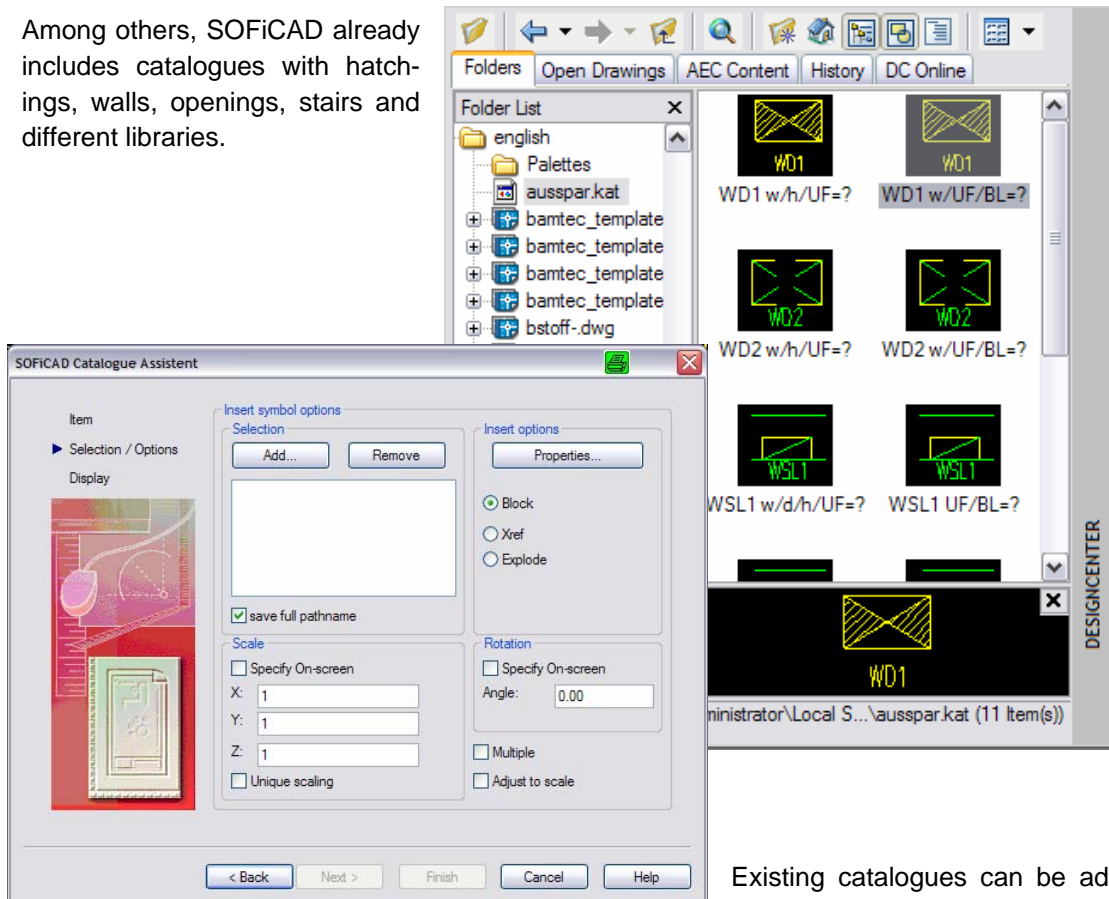 Among others, SOFiCAD already
includes catalogues with hatch-
ings, walls, openings, stairs and
different libraries.
Folders Open Drawings AEC Content History DC Online
Folder List
english
Palettes
ausspar.kat
bamtec_template
bamtec_template
bamtec_template
bamtec_template
bstoff-.dwg
WD1
WD1 w/h/UF=?
WD1
WD1 w/UF/BL=?
WD2
WD2 w/h/UF=?
WD2
WD2 w/UF/BL=?
WSL1
WSL1 w/d/h/UF=?
WSL1
WSL1 UF/BL=?
WD1
ministrator\Local S...\ausspar.kat (11 Item(s))
DESIGNCENTER
SOFiCAD Catalogue Assistent
Item
Selection / Options
Display
Insert symbol options
Selection
Add... Remove
save full pathname
Insert options
Properties...
Block
Xref
Explode
Scale
Specify On-screen
X: 1
Y: 1
Z: 1
Unique scaling
Rotation
Specify On-screen
Angle: 0.00
Multiple
Adjust to scale
< Back Next > Finish Cancel Help
Existing catalogues can be ad